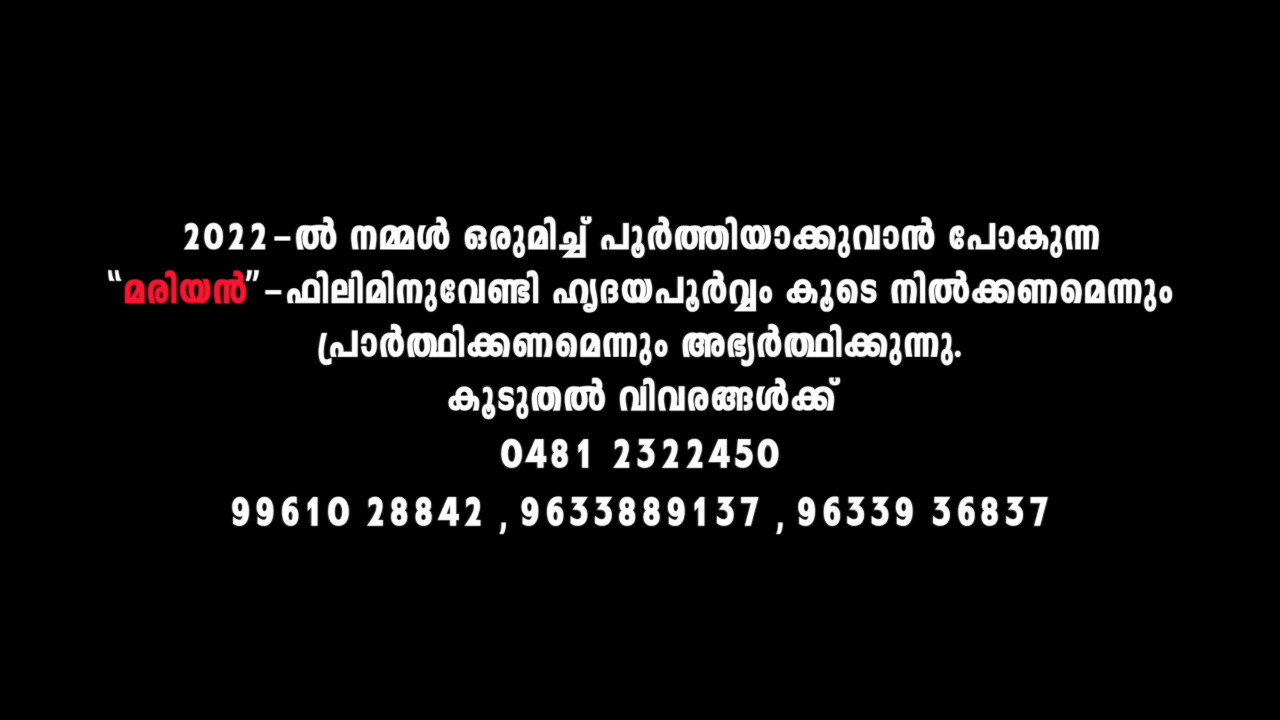 2022-ൽ നമ്മൾ ഒരുമിച്ച് പൂർത്തിയാക്കുവാൻ പോകുന്ന
“മരിയൻ”-ഫിലിമിനുവേണ്ടി ഹൃദയപൂർവ്വം കൂടെ നിൽക്കണമെന്നും
പ്രാർത്ഥിക്കണമെന്നും അഭ്യർത്ഥിക്കുന്നു.
കൂടുതൽ വിവരങ്ങൾക്ക്
0481 2322450
99610 28842 , 9633889137 , 96339 36837